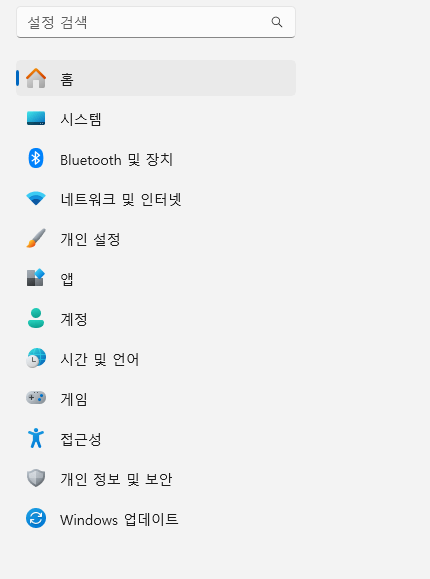 설정 검색
홈
시스템
Bluetooth 및 장치
네트워크 및 인터넷
개인 설정
앱
계정
시간 및 언어
게임
접근성
개인 정보 및 보안
Windows 업데이트